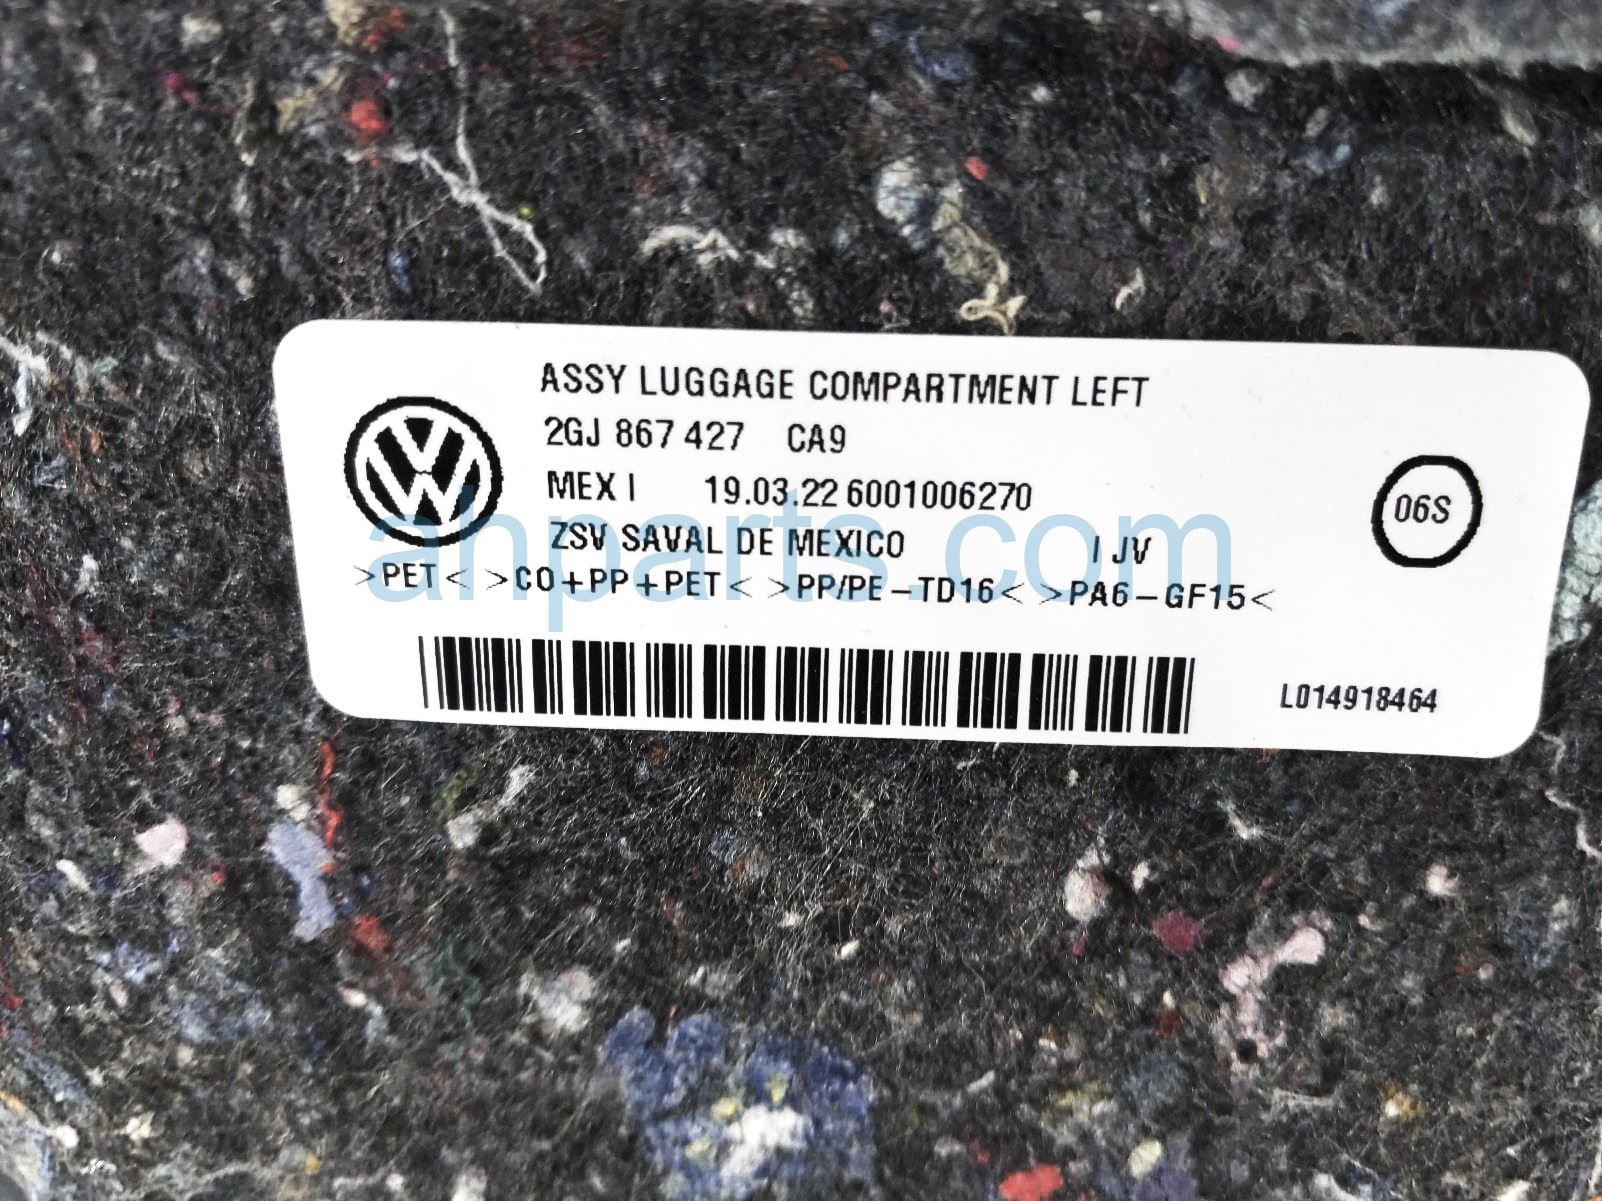 ASSY LUGGAGE COMPARTMENT LEFT
2GJ 867 427 CA9
MEX I 19.03.22 6001006270
06S
ZSV SAVAL DE MEXICO I JV
>PET< >CO+PP+PET< >PP/PE-TD16< >PA6-GF15<
L014918464
ahparts.com